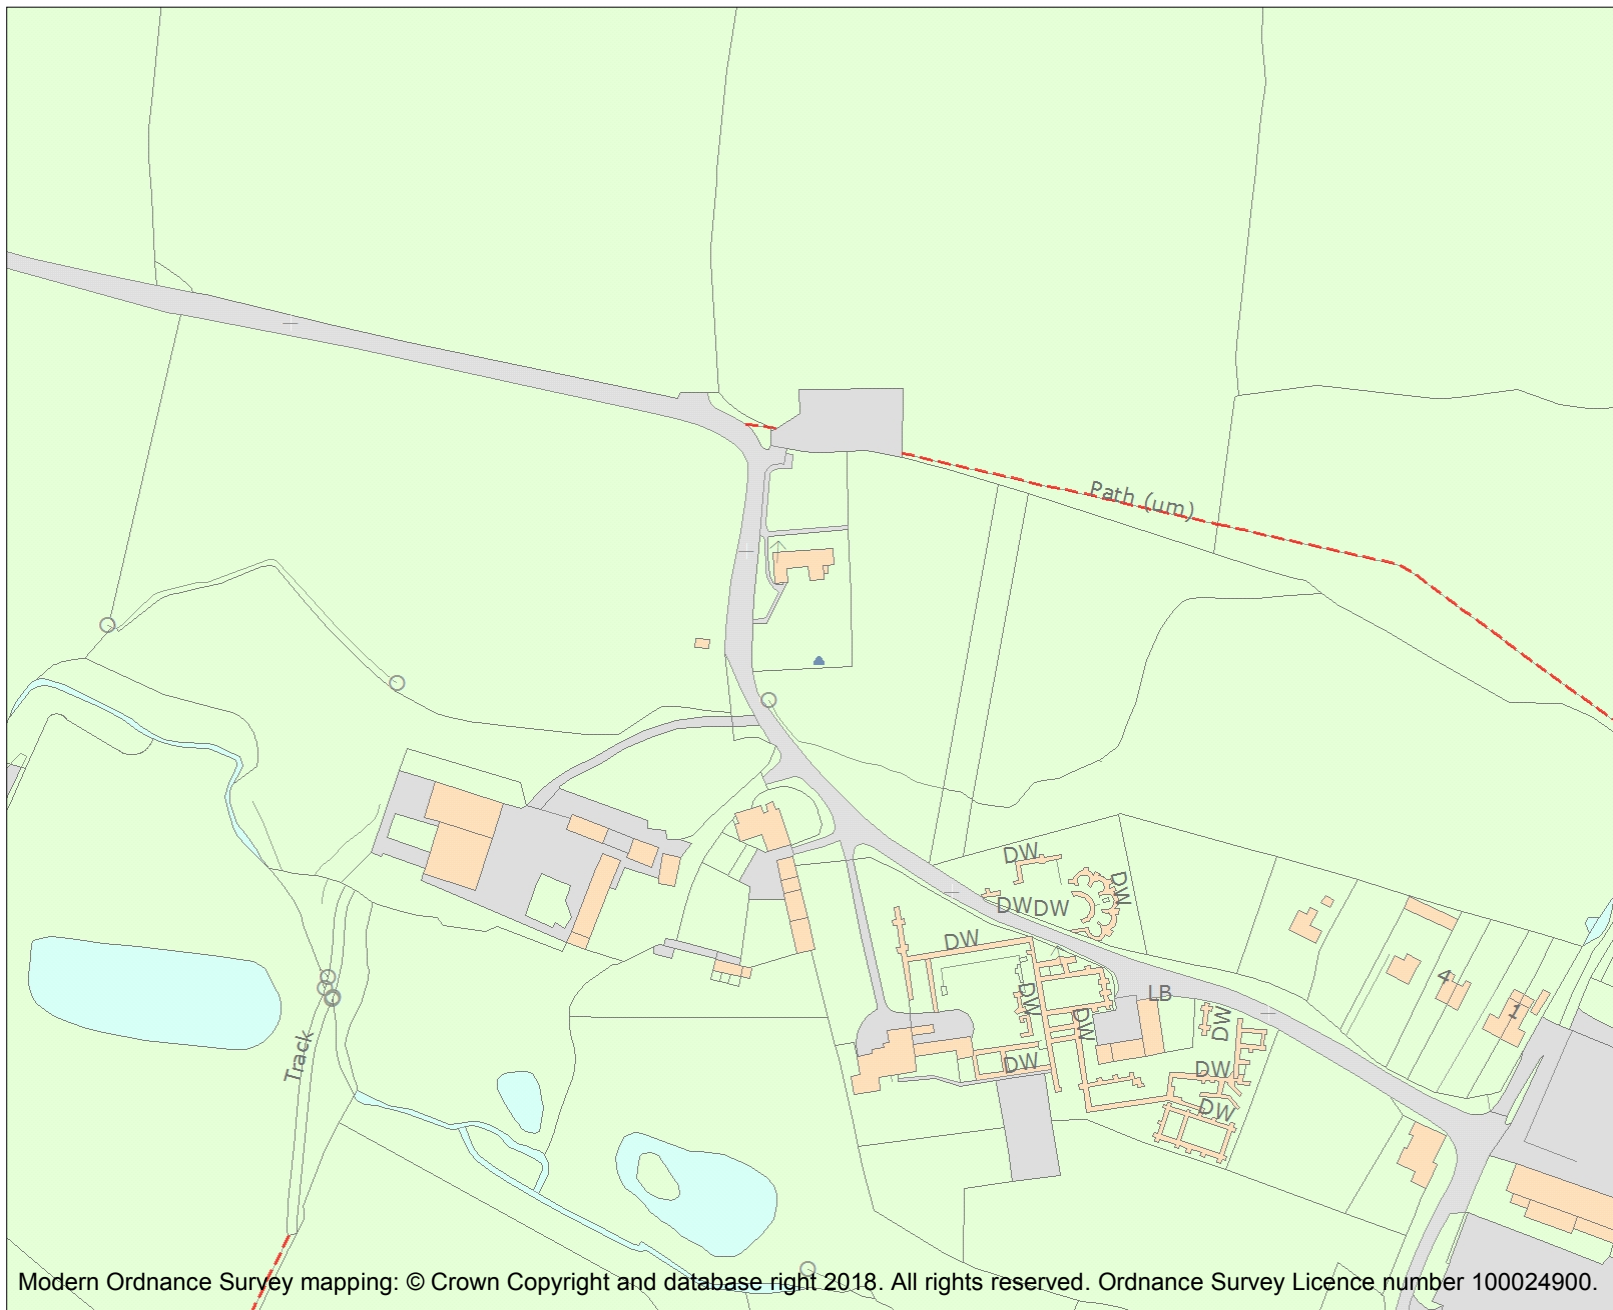 Path (um)
DW
DW
DWDW
DW
DW
LB
DW
DW
DW
DW
DW
4
1
Track
Modern Ordnance Survey mapping: © Crown Copyright and database right 2018. All rights reserved. Ordnance Survey Licence number 100024900.